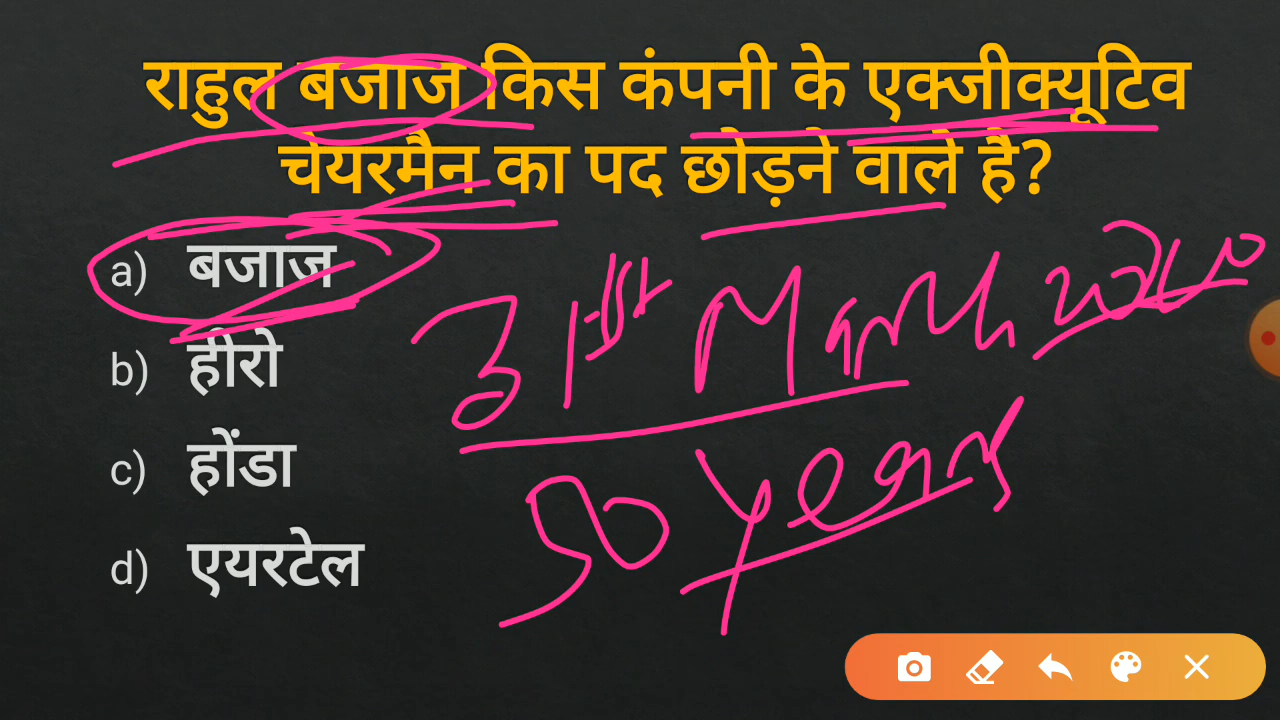 राहुल बजाज किस कंपनी के एक्जीक्यूटिव
चेयरमैन का पद छोड़ने वाले है?
a) बजाज
31st March 2020
b) हीरो
50 years
c) होंडा
d) एयरटेल